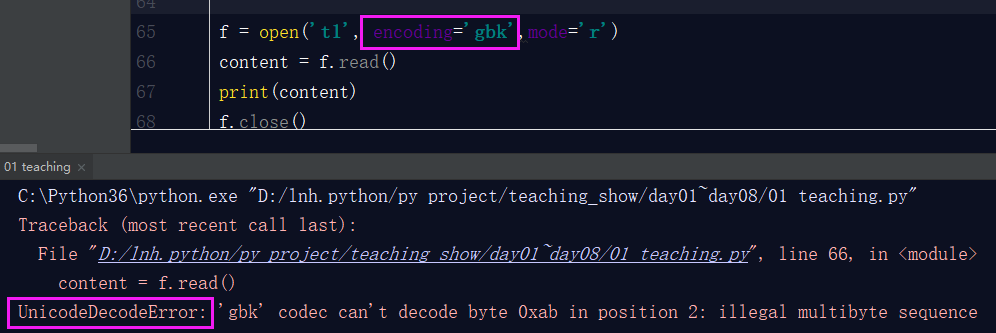 64
65 f = open('t1', encoding='gbk',mode='r')
66 content = f.read()
67 print(content)
68 f.close()
01 teaching ×
C:\Python36\python.exe "D:/lnh.python/py project/teaching_show/day01~day08/01 teaching.py"
Traceback (most recent call last):
File "D:/lnh.python/py project/teaching_show/day01~day08/01 teaching.py", line 66, in <module>
content = f.read()
UnicodeDecodeError: 'gbk' codec can't decode byte 0xab in position 2: illegal multibyte sequence